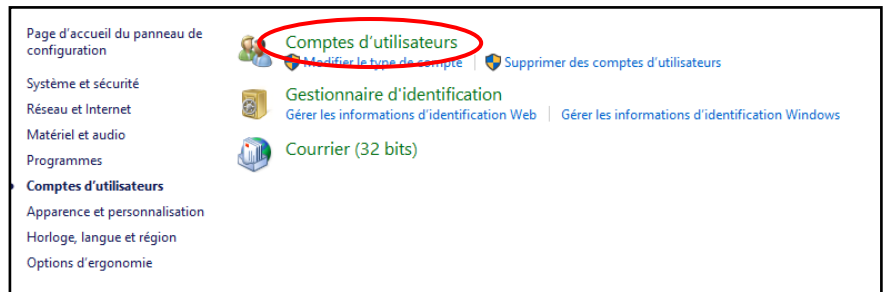 Page d'accueil du panneau de
configuration
Système et sécurité
Réseau et Internet
Matériel et audio
Programmes
Comptes d'utilisateurs
Apparence et personnalisation
Horloge, langue et région
Options d'ergonomie
Comptes d'utilisateurs
Modifier le type de compte Supprimer des comptes d'utilisateurs
Gestionnaire d'identification
Gérer les informations d'identification Web Gérer les informations d'identification Windows
Courrier (32 bits)